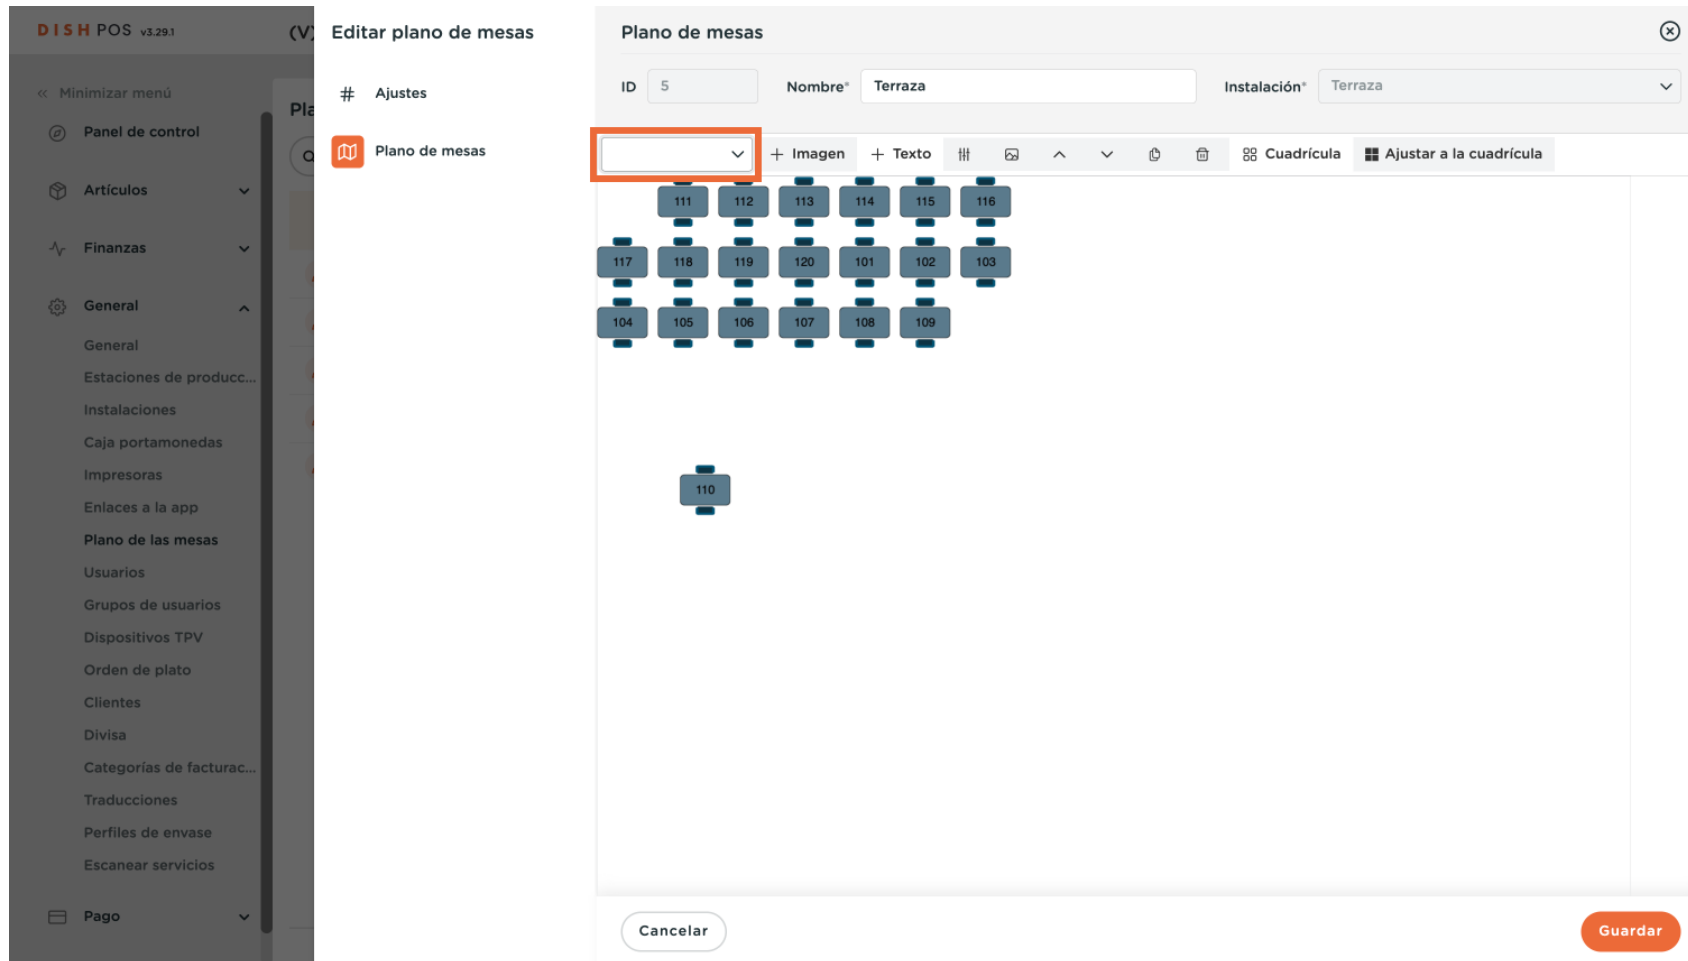 DISH POS v3.29.1
(V)
Minimizar menú
Panel de control
Artículos
Finanzas
General
General
Estaciones de producc...
Instalaciones
Caja portamonedas
Impresoras
Enlaces a la app
Plano de las mesas
Usuarios
Grupos de usuarios
Dispositivos TPV
Orden de plato
Clientes
Divisa
Categorías de facturac...
Traducciones
Perfiles de envase
Escanear servicios
Pago
Pla
Editar plano de mesas
# Ajustes
Plano de mesas
Plano de mesas
ID 5 Nombre* Terraza Instalación* Terraza
+ Imagen + Texto Cuadrícula Ajustar a la cuadrícula
111 112 113 114 115 116
117 118 119 120 101 102 103
104 105 106 107 108 109
110
Cancelar Guardar